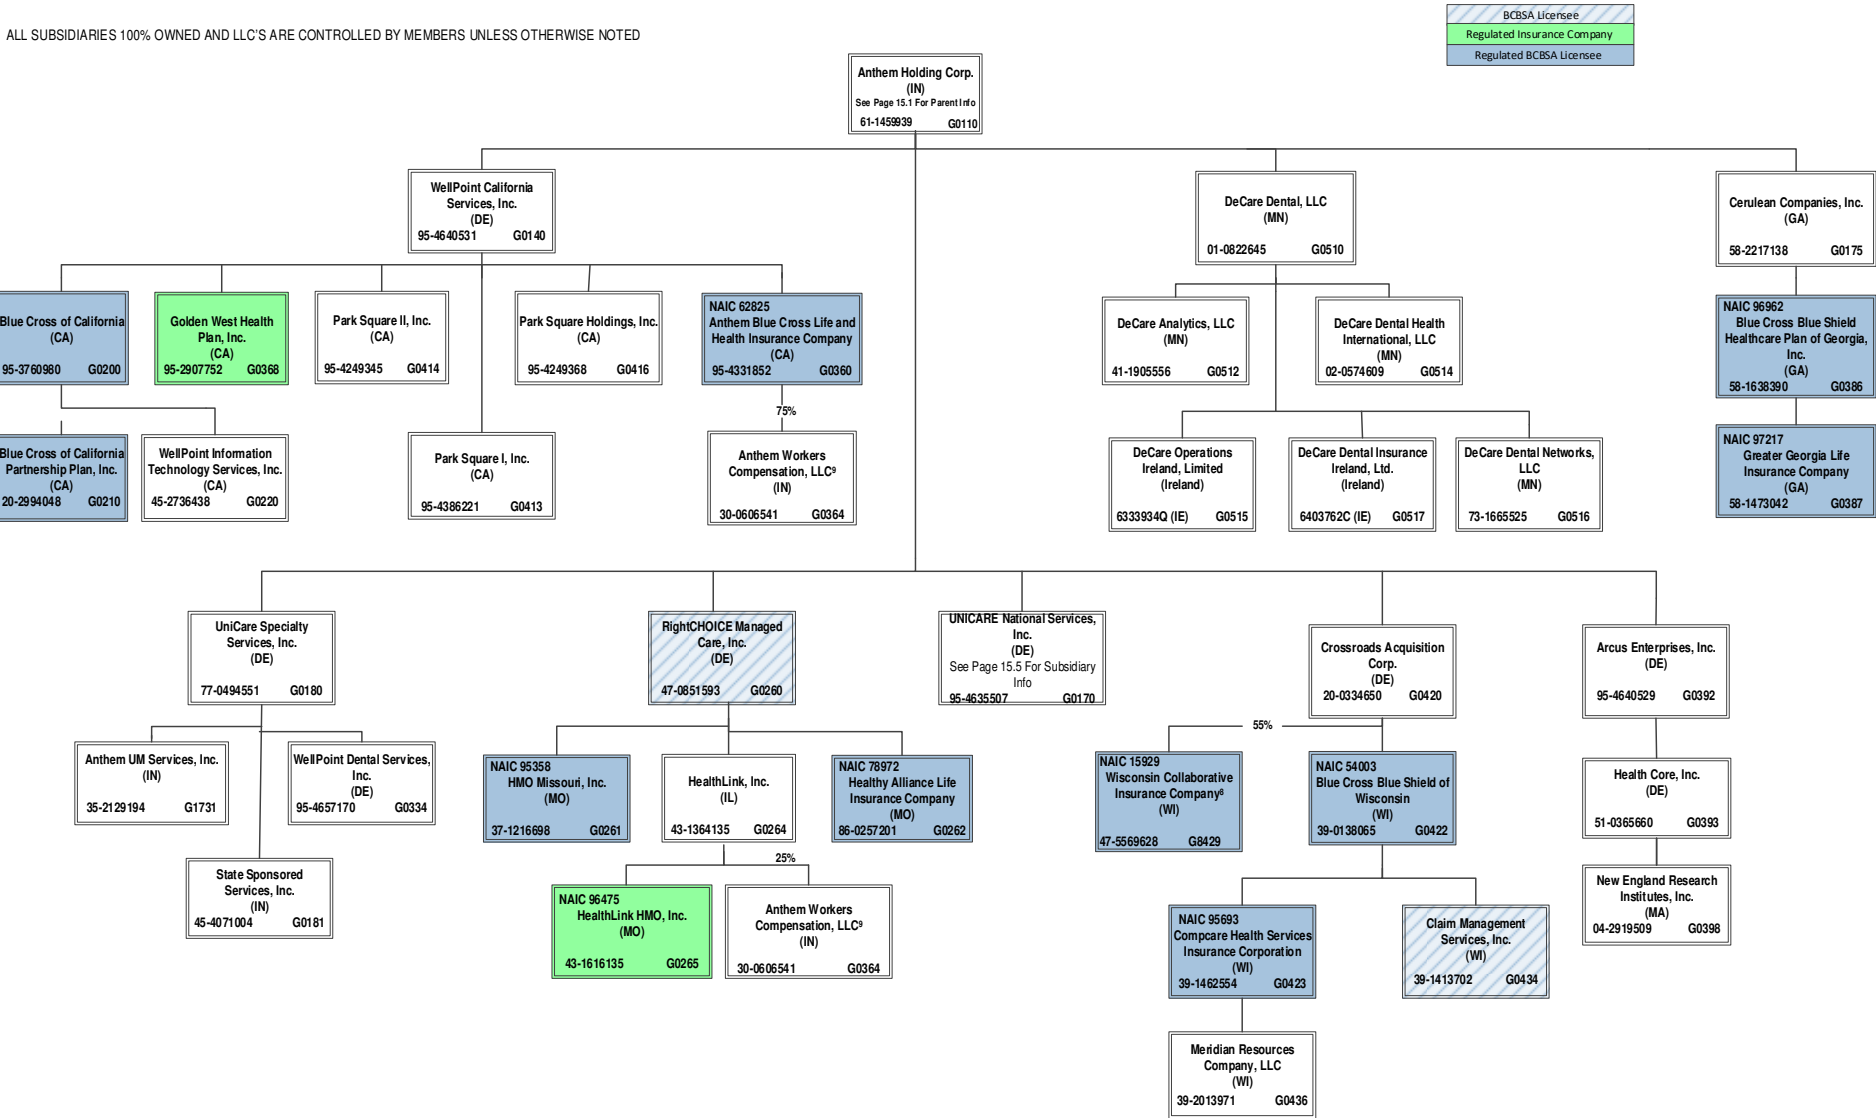 BCBSA Licensee
Regulated Insurance Company
Regulated BCBSA Licensee
ALL SUBSIDIARIES 100% OWNED AND LLC'S ARE CONTROLLED BY MEMBERS UNLESS OTHERWISE NOTED
Anthem Holding Corp.
(IN)
See Page 15.1 For Parent Info
61-1459939 G0110
WellPoint California
Services, Inc.
(DE)
95-4640531 G0140
DeCare Dental, LLC
(MN)
01-0822645 G0510
Cerulean Companies, Inc.
(GA)
58-2217138 G0175
Blue Cross of California
(CA)
95-3760980 G0200
Golden West Health
Plan, Inc.
(CA)
95-2907752 G0368
Park Square II, Inc.
(CA)
95-4249345 G0414
Park Square Holdings, Inc.
(CA)
95-4249368 G0416
NAIC 62825
Anthem Blue Cross Life and
Health Insurance Company
(CA)
95-4331852 G0360
DeCare Analytics, LLC
(MN)
41-1905556 G0512
DeCare Dental Health
International, LLC
(MN)
02-0574609 G0514
NAIC 96962
Blue Cross Blue Shield
Healthcare Plan of Georgia,
Inc.
(GA)
58-1638390 G0386
75%
Blue Cross of California
Partnership Plan, Inc.
(CA)
20-2994048 G0210
WellPoint Information
Technology Services, Inc.
(CA)
45-2736438 G0220
Park Square I, Inc.
(CA)
95-4386221 G0413
Anthem Workers
Compensation, LLC⁹
(IN)
30-0606541 G0364
DeCare Operations
Ireland, Limited
(Ireland)
6333934Q (IE) G0515
DeCare Dental Insurance
Ireland, Ltd.
(Ireland)
6403762C (IE) G0517
DeCare Dental Networks,
LLC
(MN)
73-1665525 G0516
NAIC 97217
Greater Georgia Life
Insurance Company
(GA)
58-1473042 G0387
UniCare Specialty
Services, Inc.
(DE)
77-0494551 G0180
RightCHOICE Managed
Care, Inc.
(DE)
47-0851593 G0260
UNICARE National Services,
Inc.
(DE)
See Page 15.5 For Subsidiary
Info
95-4635507 G0170
Crossroads Acquisition
Corp.
(DE)
20-0334650 G0420
Arcus Enterprises, Inc.
(DE)
95-4640529 G0392
55%
Anthem UM Services, Inc.
(IN)
35-2129194 G1731
WellPoint Dental Services,
Inc.
(DE)
95-4657170 G0334
NAIC 95358
HMO Missouri, Inc.
(MO)
37-1216698 G0261
HealthLink, Inc.
(IL)
43-1364135 G0264
NAIC 78972
Healthy Alliance Life
Insurance Company
(MO)
86-0257201 G0262
NAIC 15929
Wisconsin Collaborative
Insurance Company⁸
(WI)
47-5569628 G8429
NAIC 54003
Blue Cross Blue Shield of
Wisconsin
(WI)
39-0138065 G0422
Health Core, Inc.
(DE)
51-0365660 G0393
25%
State Sponsored
Services, Inc.
(IN)
45-4071004 G0181
NAIC 96475
HealthLink HMO, Inc.
(MO)
43-1616135 G0265
Anthem Workers
Compensation, LLC⁹
(IN)
30-0606541 G0364
NAIC 95693
Compcare Health Services
Insurance Corporation
(WI)
39-1462554 G0423
Claim Management
Services, Inc.
(WI)
39-1413702 G0434
New England Research
Institutes, Inc.
(MA)
04-2919509 G0398
Meridian Resources
Company, LLC
(WI)
39-2013971 G0436